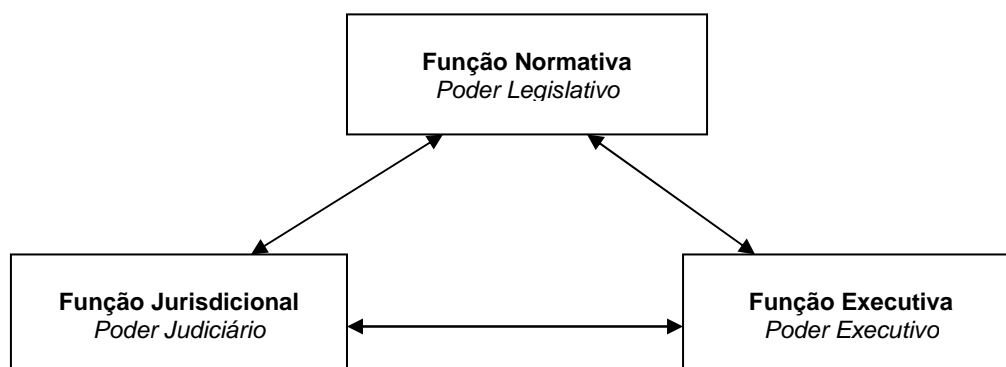 Função Normativa
Poder Legislativo
Função Jurisdicional
Poder Judiciário
Função Executiva
Poder Executivo